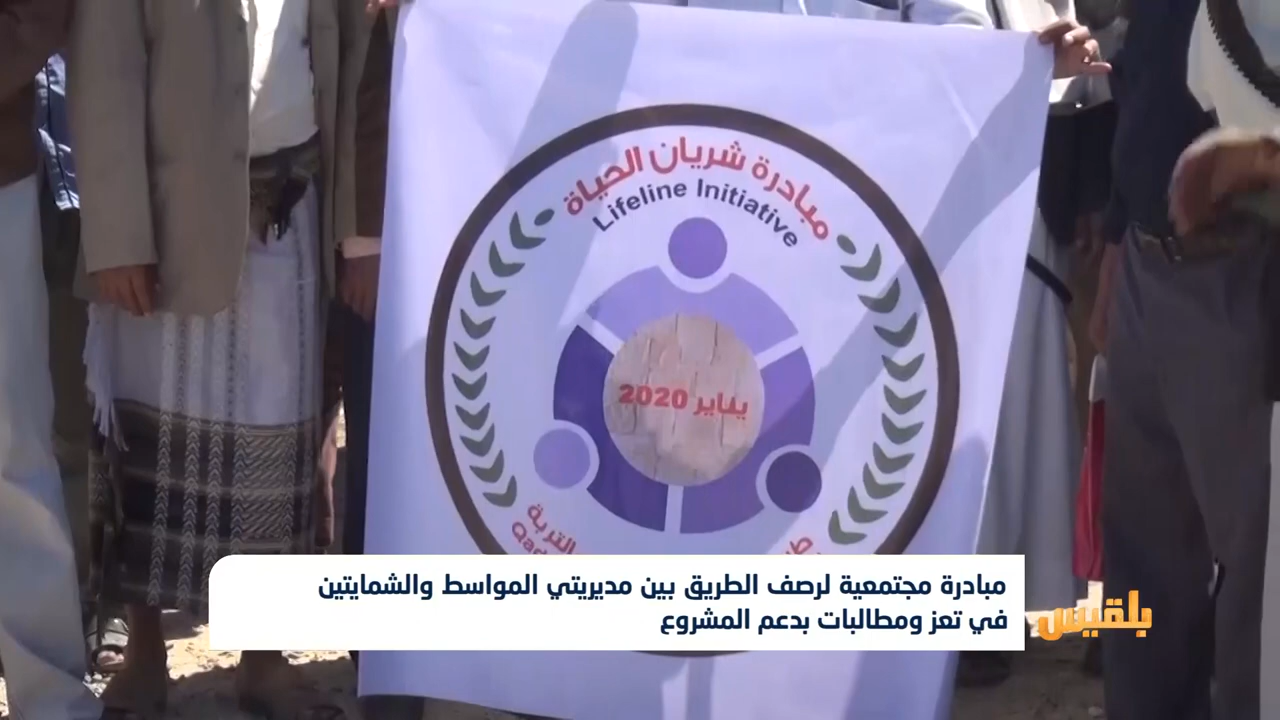 مبادرة شريان الحياة
Lifeline Initiative
يناير 2020
التربة
مبادرة مجتمعية لرصف الطريق بين مديريتي المواسط والشمايتين
في تعز ومطالبات بدعم المشروع
بلقيس